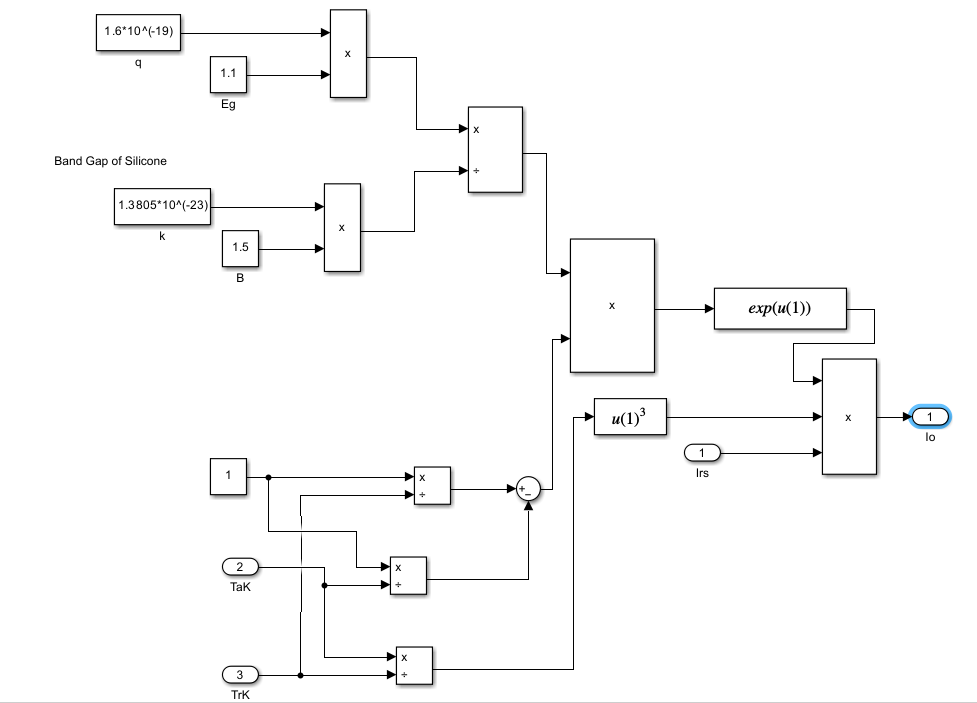 1.6*10^(-19)
q
x
1.1
Eg
x
÷
Band Gap of Silicone
1.3805*10^(-23)
k
x
1.5
B
x
exp(u(1))
u(1)³
x
1
Io
1
Irs
1
x
÷
+
−
2
TaK
x
÷
x
÷
3
TrK